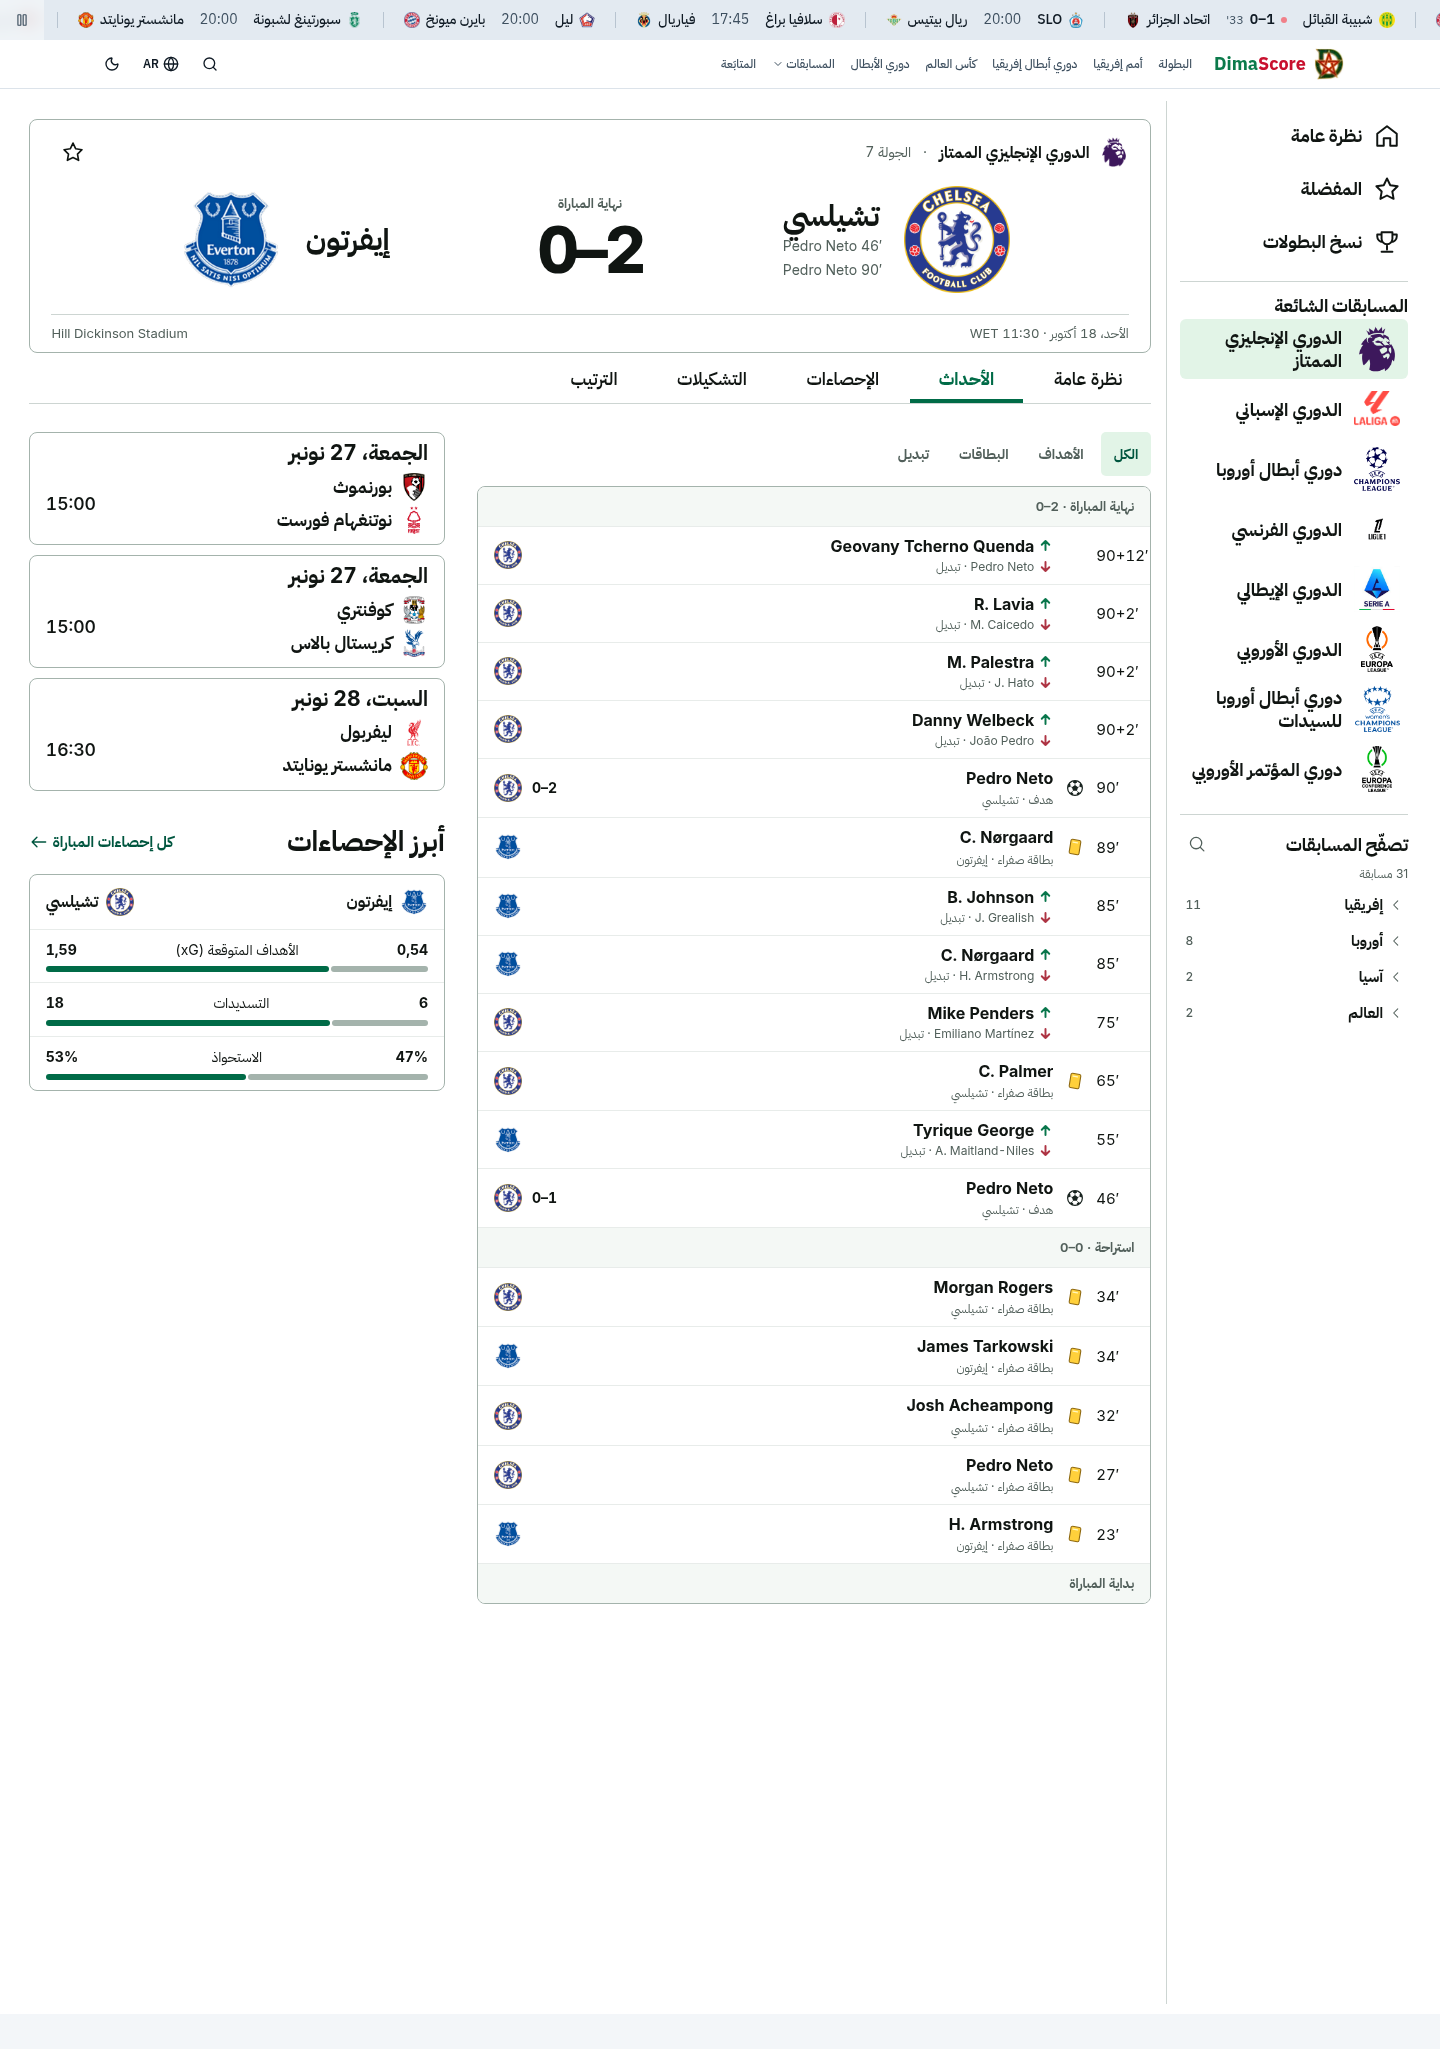 شبيبة القبائل 0–1 33' اتحاد الجزائر
SLO 20:00 ريال بيتيس
سلافيا براغ 17:45 فياريال
ليل 20:00 بايرن ميونخ
سبورتينغ لشبونة 20:00 مانشستر يونايتد
DimaScore
البطولة
أمم إفريقيا
دوري أبطال إفريقيا
كأس العالم
دوري الأبطال
المسابقات
المتابَعة
AR
نظرة عامة
المفضلة
نسخ البطولات
المسابقات الشائعة
الدوري الإنجليزي الممتاز
الدوري الإسباني
دوري أبطال أوروبا
الدوري الفرنسي
الدوري الإيطالي
الدوري الأوروبي
دوري أبطال أوروبا للسيدات
دوري المؤتمر الأوروبي
تصفّح المسابقات
31 مسابقة
إفريقيا 11
أوروبا 8
آسيا 2
العالم 2
الدوري الإنجليزي الممتاز · الجولة 7
تشيلسي
Pedro Neto 46′
Pedro Neto 90′
نهاية المباراة
0–2
إيفرتون
الأحد، 18 أكتوبر · 11:30 WET
Hill Dickinson Stadium
نظرة عامة
الأحداث
الإحصاءات
التشكيلات
الترتيب
الكل
الأهداف
البطاقات
تبديل
نهاية المباراة · 2–0
90+12′ Geovany Tcherno Quenda
Pedro Neto · تبديل
90+2′ R. Lavia
M. Caicedo · تبديل
90+2′ M. Palestra
J. Hato · تبديل
90+2′ Danny Welbeck
João Pedro · تبديل
90′ Pedro Neto 0–2
هدف · تشيلسي
89′ C. Nørgaard
بطاقة صفراء · إيفرتون
85′ B. Johnson
J. Grealish · تبديل
85′ C. Nørgaard
H. Armstrong · تبديل
75′ Mike Penders
Emiliano Martínez · تبديل
65′ C. Palmer
بطاقة صفراء · تشيلسي
55′ Tyrique George
A. Maitland-Niles · تبديل
46′ Pedro Neto 0–1
هدف · تشيلسي
استراحة · 0–0
34′ Morgan Rogers
بطاقة صفراء · تشيلسي
34′ James Tarkowski
بطاقة صفراء · إيفرتون
32′ Josh Acheampong
بطاقة صفراء · تشيلسي
27′ Pedro Neto
بطاقة صفراء · تشيلسي
23′ H. Armstrong
بطاقة صفراء · إيفرتون
بداية المباراة
الجمعة، 27 نونبر
بورنموث
نوتنغهام فورست
15:00
الجمعة، 27 نونبر
كوفنتري
كريستال بالاس
15:00
السبت، 28 نونبر
ليفربول
مانشستر يونايتد
16:30
أبرز الإحصاءات
كل إحصاءات المباراة
إيفرتون تشيلسي
0,54 الأهداف المتوقعة (xG) 1,59
6 التسديدات 18
47% الاستحواذ 53%